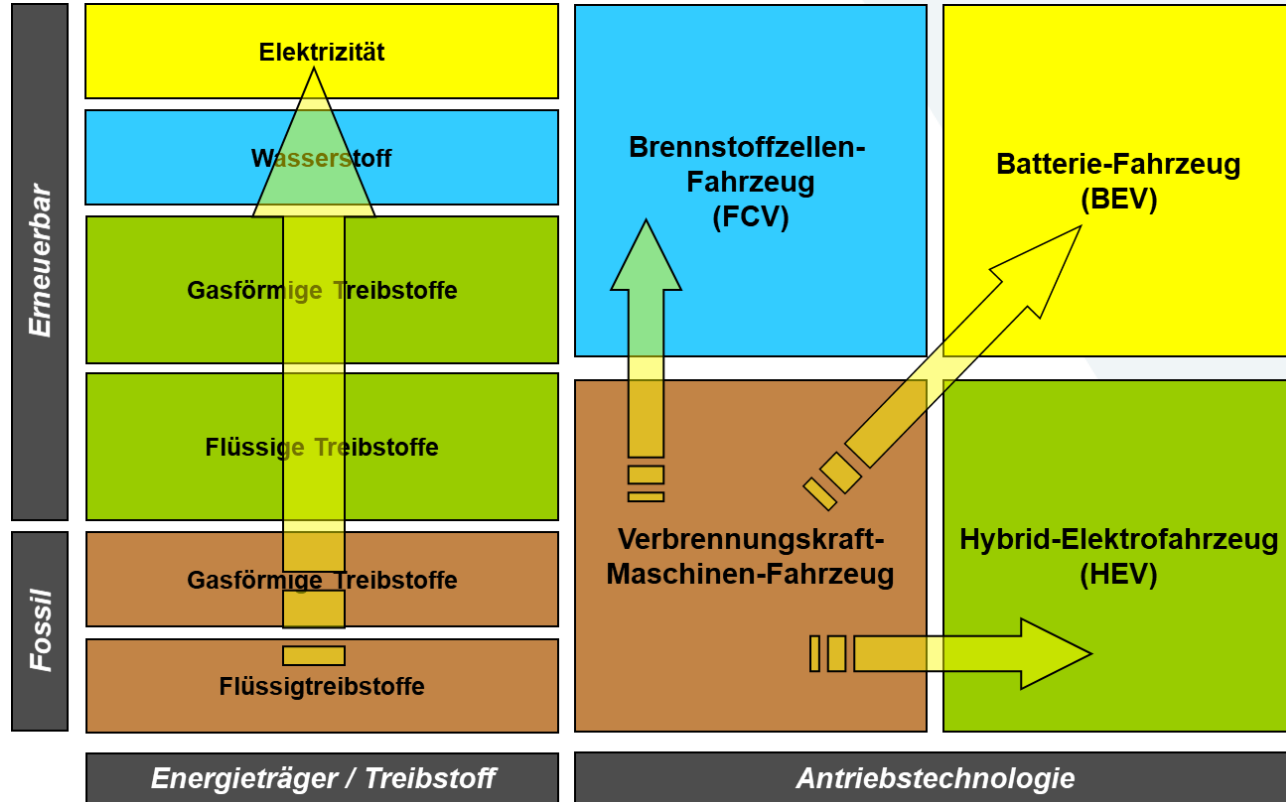 Erneuerbar
Fossil
Elektrizität
Wasserstoff
Gasförmige Treibstoffe
Flüssige Treibstoffe
Gasförmige Treibstoffe
Flüssigtreibstoffe
Energieträger / Treibstoff
Brennstoffzellen-
Fahrzeug
(FCV)
Batterie-Fahrzeug
(BEV)
Verbrennungskraft-
Maschinen-Fahrzeug
Hybrid-Elektrofahrzeug
(HEV)
Antriebstechnologie